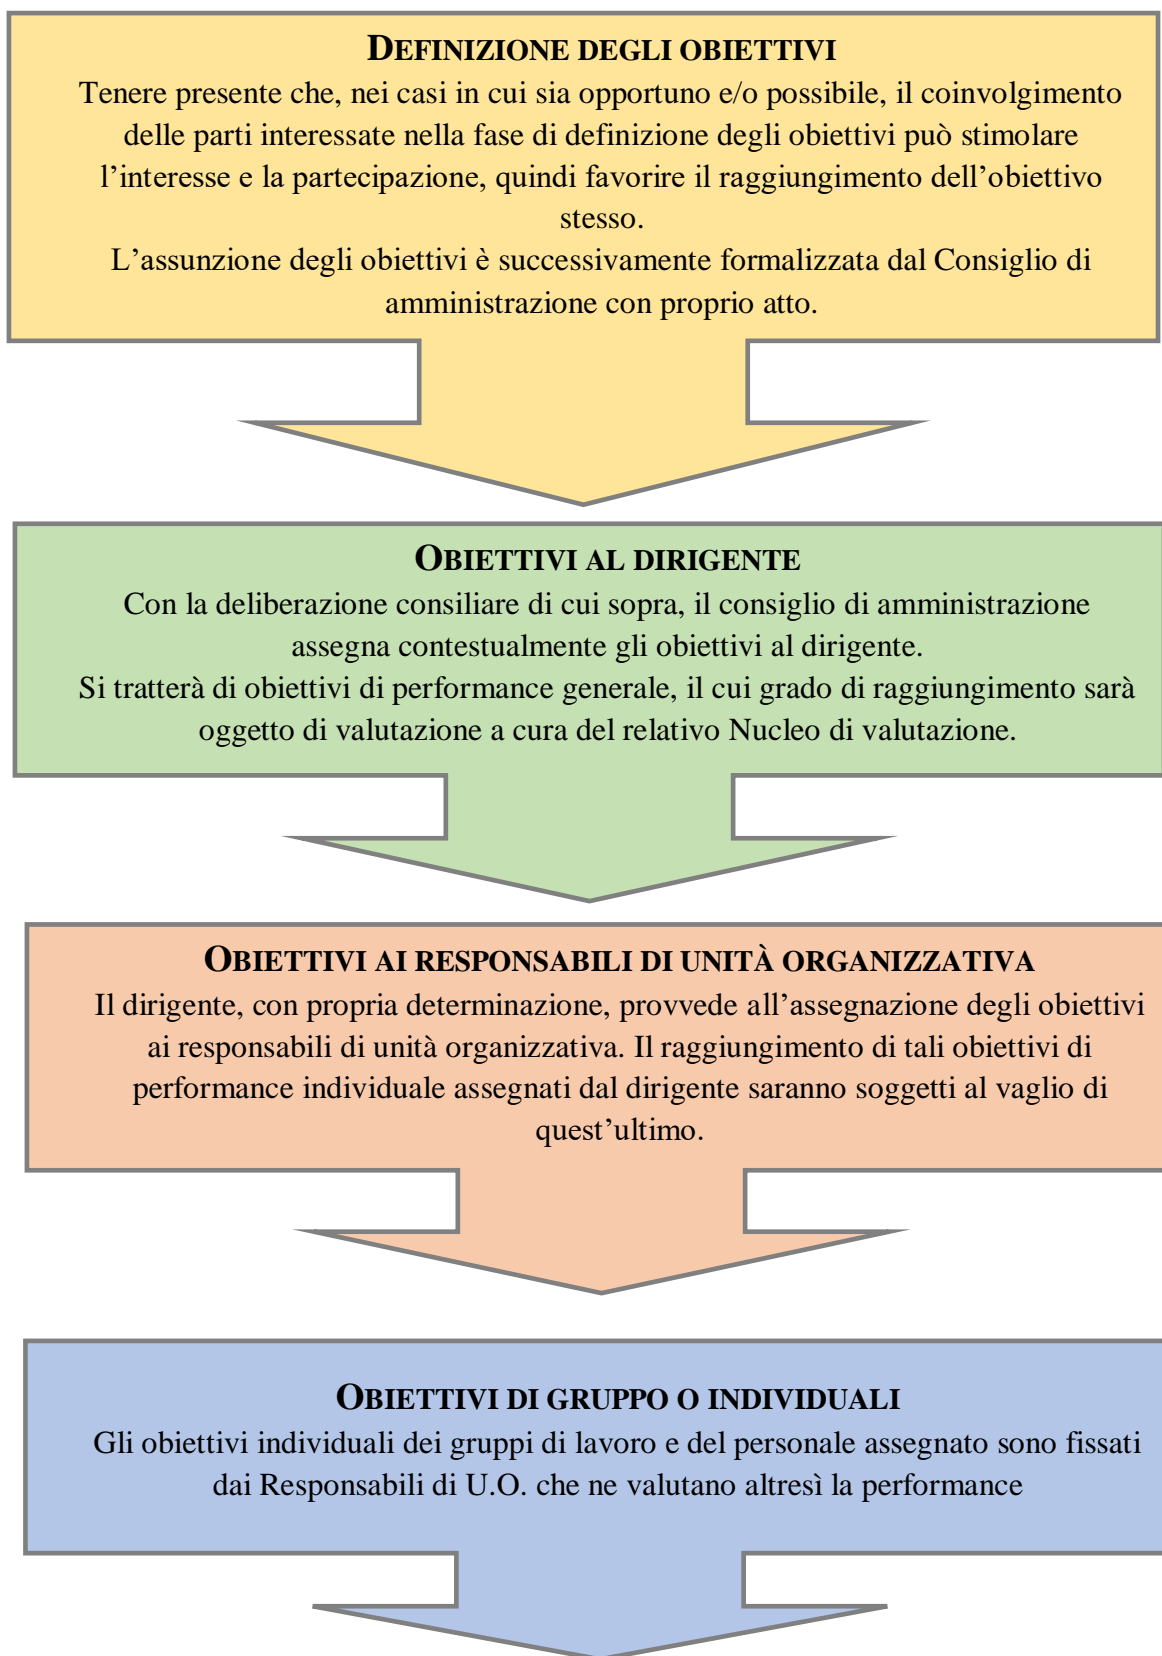 DEFINIZIONE DEGLI OBIETTIVI
Tenere presente che, nei casi in cui sia opportuno e/o possibile, il coinvolgimento
delle parti interessate nella fase di definizione degli obiettivi può stimolare
l’interesse e la partecipazione, quindi favorire il raggiungimento dell’obiettivo
stesso.
L’assunzione degli obiettivi è successivamente formalizzata dal Consiglio di
amministrazione con proprio atto.
OBIETTIVI AL DIRIGENTE
Con la deliberazione consiliare di cui sopra, il consiglio di amministrazione
assegna contestualmente gli obiettivi al dirigente.
Si tratterà di obiettivi di performance generale, il cui grado di raggiungimento sarà
oggetto di valutazione a cura del relativo Nucleo di valutazione.
OBIETTIVI AI RESPONSABILI DI UNITÀ ORGANIZZATIVA
Il dirigente, con propria determinazione, provvede all’assegnazione degli obiettivi
ai responsabili di unità organizzativa. Il raggiungimento di tali obiettivi di
performance individuale assegnati dal dirigente saranno soggetti al vaglio di
quest’ultimo.
OBIETTIVI DI GRUPPO O INDIVIDUALI
Gli obiettivi individuali dei gruppi di lavoro e del personale assegnato sono fissati
dai Responsabili di U.O. che ne valutano altresì la performance